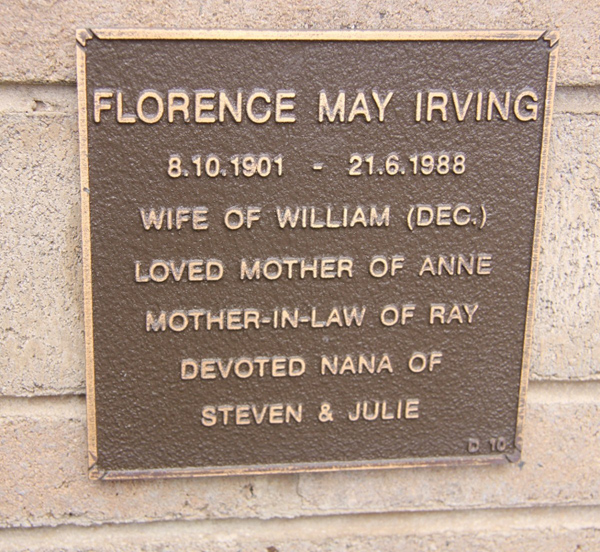 FLORENCE MAY IRVING
8.10.1901 - 21.6.1988
WIFE OF WILLIAM (DEC.)
LOVED MOTHER OF ANNE
MOTHER-IN-LAW OF RAY
DEVOTED NANA OF
STEVEN & JULIE
D 10